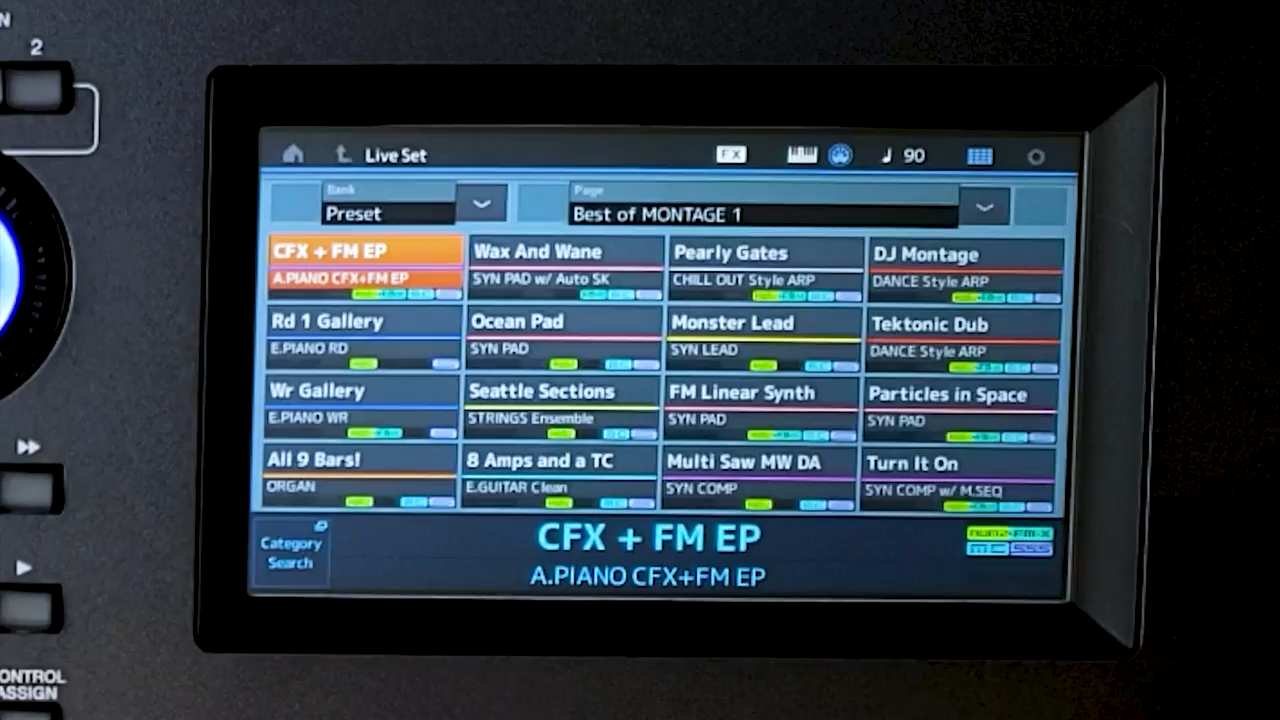 2
Live Set
FX
90
Bank
Page
Preset
Best of MONTAGE 1
CFX + FM EP
A.PIANO CFX+FM EP
Wax And Wane
SYN PAD w/ Auto SK
Pearly Gates
CHILL OUT Style ARP
DJ Montage
DANCE Style ARP
Rd 1 Gallery
E.PIANO RD
Ocean Pad
SYN PAD
Monster Lead
SYN LEAD
Tektonic Dub
DANCE Style ARP
Wr Gallery
E.PIANO WR
Seattle Sections
STRINGS Ensemble
FM Linear Synth
SYN PAD
Particles in Space
SYN PAD
All 9 Bars!
ORGAN
8 Amps and a TC
E.GUITAR Clean
Multi Saw MW DA
SYN COMP
Turn It On
SYN COMP w/ M.SEQ
Category
Search
CFX + FM EP
A.PIANO CFX+FM EP
AWM2 FM-X
MC SSS
ONTROL
ASSIGN